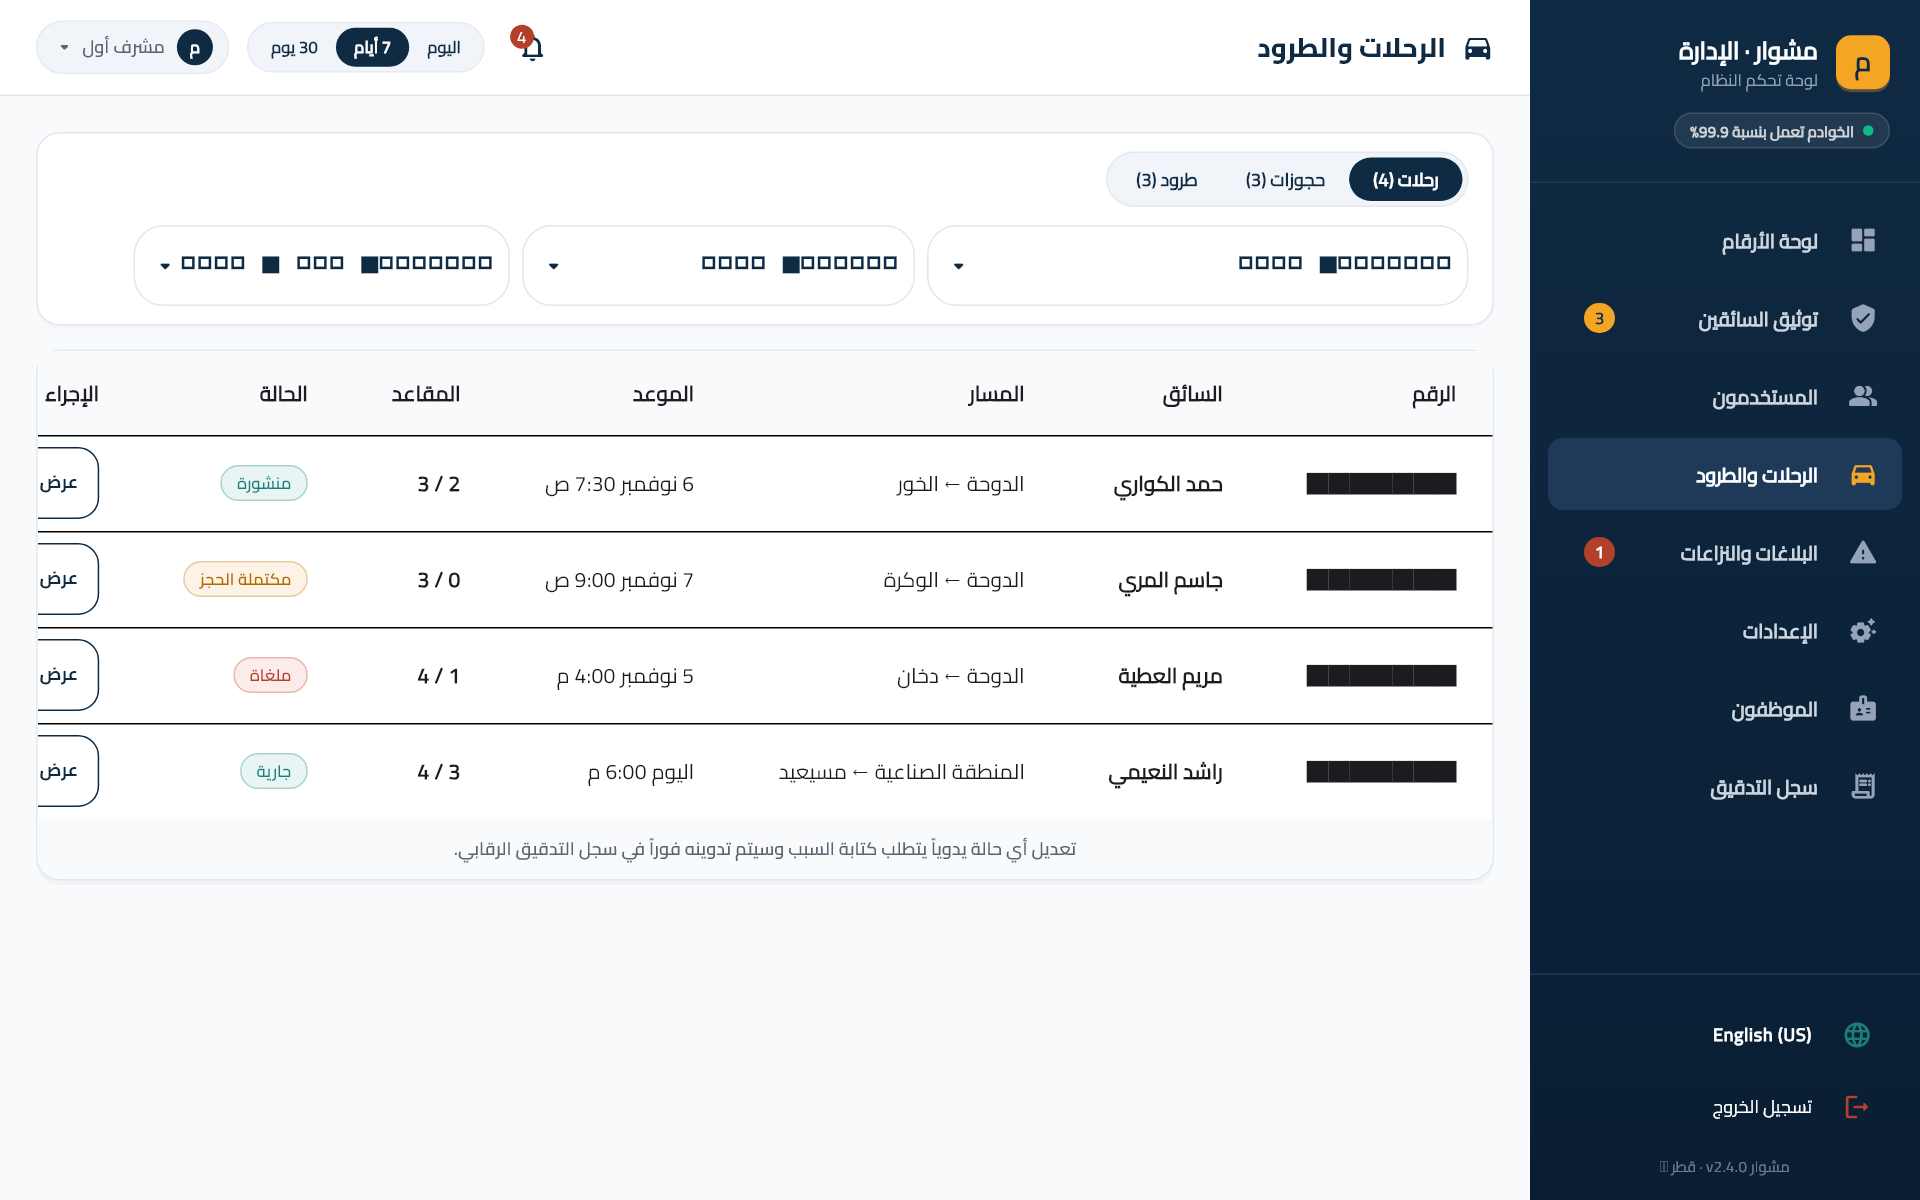 مشوار · الإدارة
لوحة تحكم النظام
م
الخوادم تعمل بنسبة 99.9%
لوحة الأرقام
توثيق السائقين
3
المستخدمون
الرحلات والطرود
البلاغات والنزاعات
1
الإعدادات
الموظفون
سجل التدقيق
English (US)
تسجيل الخروج
مشوار v2.4.0 · قطر
الرحلات والطرود
4
اليوم
7 أيام
30 يوم
م
مشرف أول
رحلات (4)
حجوزات (3)
طرود (3)
الرقم السائق المسار الموعد المقاعد الحالة الإجراء
حمد الكواري الدوحة ← الخور 6 نوفمبر 7:30 ص 2 / 3 منشورة عرض
جاسم المري الدوحة ← الوكرة 7 نوفمبر 9:00 ص 0 / 3 مكتملة الحجز عرض
مريم العطية الدوحة ← دخان 5 نوفمبر 4:00 م 1 / 4 ملغاة عرض
راشد النعيمي المنطقة الصناعية ← مسيعيد اليوم 6:00 م 3 / 4 جارية عرض
تعديل أي حالة يدوياً يتطلب كتابة السبب وسيتم تدوينه فوراً في سجل التدقيق الرقابي.